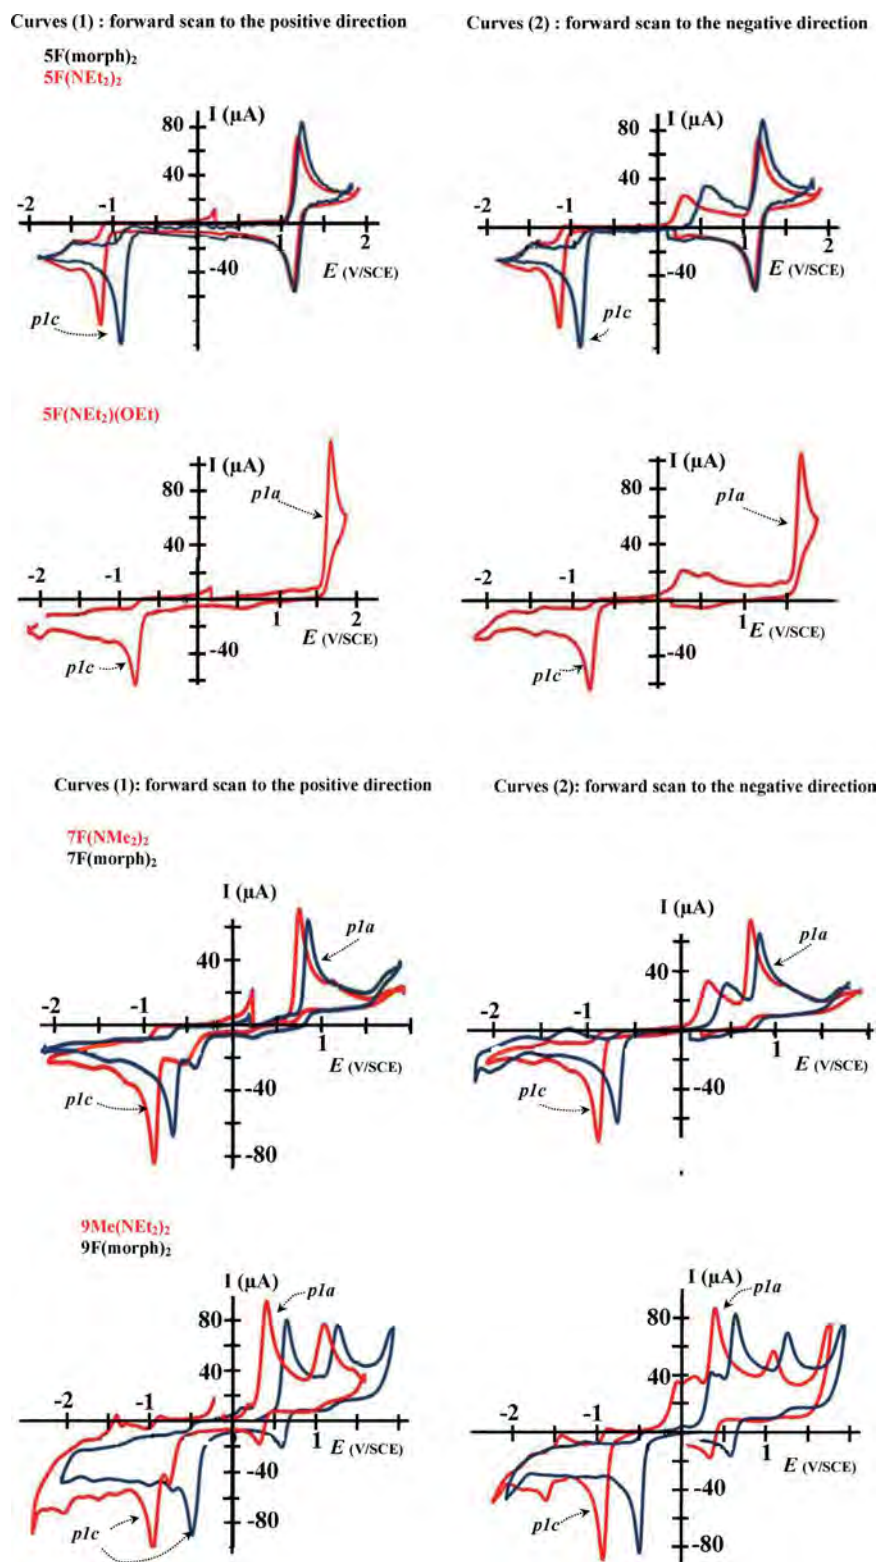 Curves (1) : forward scan to the positive direction
Curves (2) : forward scan to the negative direction
5F(morph)₂
5F(NEt₂)₂
I (µA)
80
40
-2
-1
1
2
-40
E (V/SCE)
p1c
I (µA)
80
40
-2
-1
1
2
-40
E (V/SCE)
p1c
5F(NEt₂)(OEt)
I (µA)
p1a
80
40
-2
-1
1
2
E (V/SCE)
-40
p1c
I (µA)
p1a
80
40
-2
-1
1
E (V/SCE)
-40
p1c
Curves (1): forward scan to the positive direction
Curves (2): forward scan to the negative direction
7F(NMe₂)₂
7F(morph)₂
I (µA)
p1a
40
-2
-1
1
E (V/SCE)
-40
p1c
-80
I (µA)
p1a
40
-2
-1
1
E (V/SCE)
-40
p1c
9Me(NEt₂)₂
9F(morph)₂
I (µA)
p1a
80
40
-2
-1
1
-40
E (V/SCE)
-80
p1c
I (µA)
p1a
80
40
-2
-1
1
-40
E (V/SCE)
p1c
-80